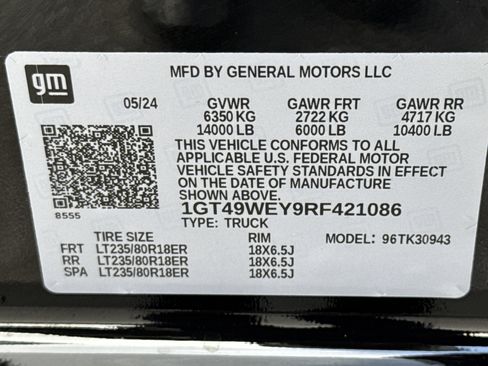 gm
MFD BY GENERAL MOTORS LLC
05/24 GVWR GAWR FRT GAWR RR
6350 KG 2722 KG 4717 KG
14000 LB 6000 LB 10400 LB
THIS VEHICLE CONFORMS TO ALL
APPLICABLE U.S. FEDERAL MOTOR
VEHICLE SAFETY STANDARDS IN EFFECT
ON THE DATE OF MANUFACTURE
SHOWN ABOVE.
8555
1GT49WEY9RF421086
TYPE: TRUCK
TIRE SIZE RIM MODEL: 96TK30943
FRT LT235/80R18ER 18X6.5J
RR LT235/80R18ER 18X6.5J
SPA LT235/80R18ER 18X6.5J